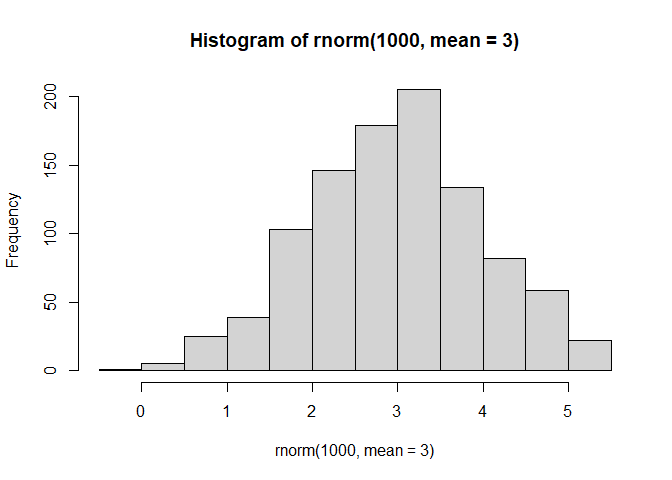 Histogram of rnorm(1000, mean = 3)
Frequency
200
150
100
50
0
0 1 2 3 4 5
rnorm(1000, mean = 3)